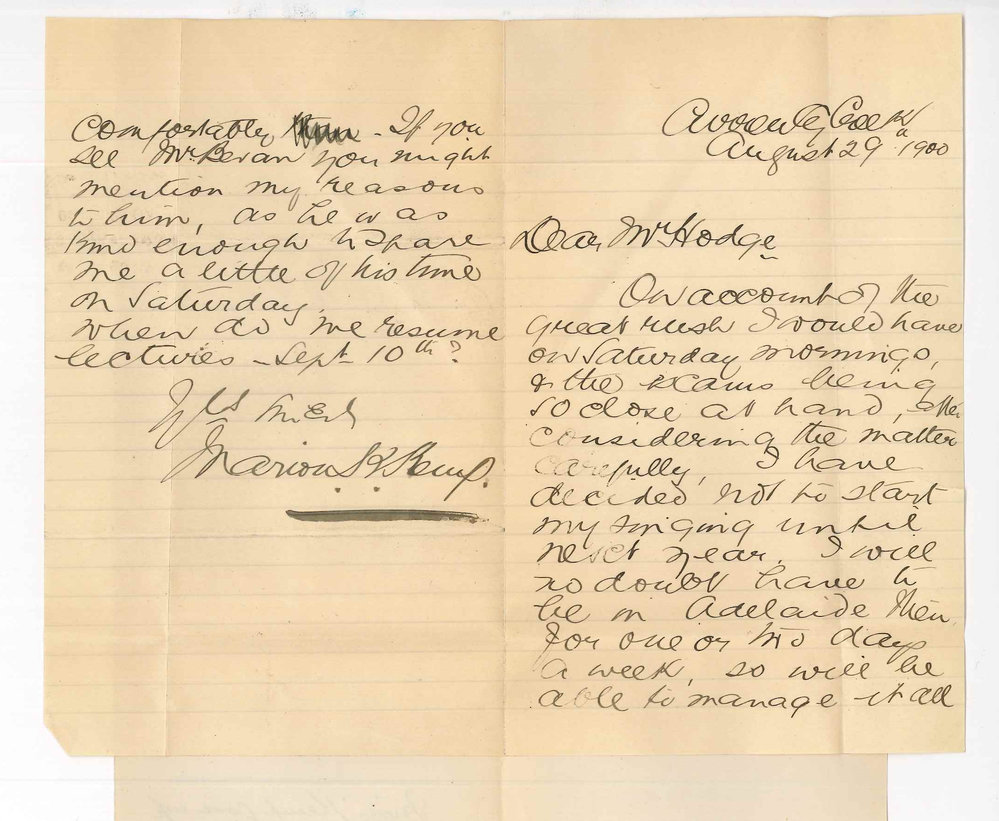 August 29 1900
Dear Mr Hodge
On account of the
great rush I would have
on Saturday mornings,
& the exams being
so close at hand, after
considering the matter
carefully, I have
decided not to start
my singing until
next year. I will
no doubt have to
be in Adelaide then
for one or two days
a week, so will be
able to manage it all
comfortably - If you
see Mr Bevan you might
mention my reasons
to him, as he was
kind enough to spare
me a little of his time
on Saturday.
When do we resume
lectures - Sept 10th?
Marion